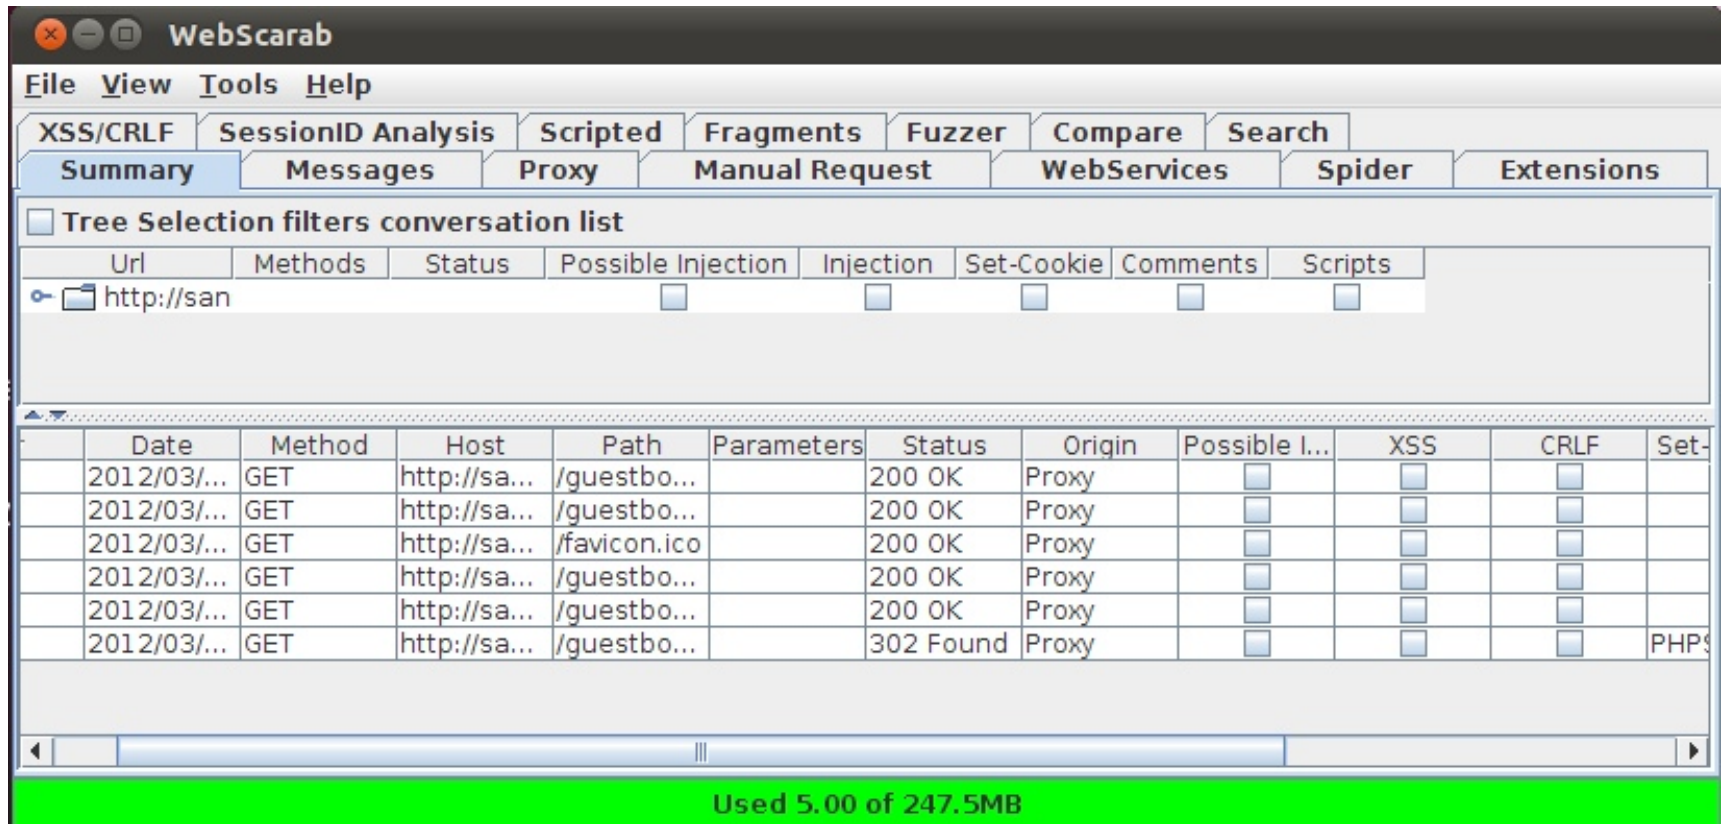 WebScarab
File View Tools Help
XSS/CRLF SessionID Analysis Scripted Fragments Fuzzer Compare Search
Summary Messages Proxy Manual Request WebServices Spider Extensions
Tree Selection filters conversation list
Url Methods Status Possible Injection Injection Set-Cookie Comments Scripts
http://san
Date Method Host Path Parameters Status Origin Possible I... XSS CRLF Set-
2012/03/... GET http://sa... /guestbo... 200 OK Proxy
2012/03/... GET http://sa... /guestbo... 200 OK Proxy
2012/03/... GET http://sa... /favicon.ico 200 OK Proxy
2012/03/... GET http://sa... /guestbo... 200 OK Proxy
2012/03/... GET http://sa... /guestbo... 200 OK Proxy
2012/03/... GET http://sa... /guestbo... 302 Found Proxy PHPS
Used 5.00 of 247.5MB